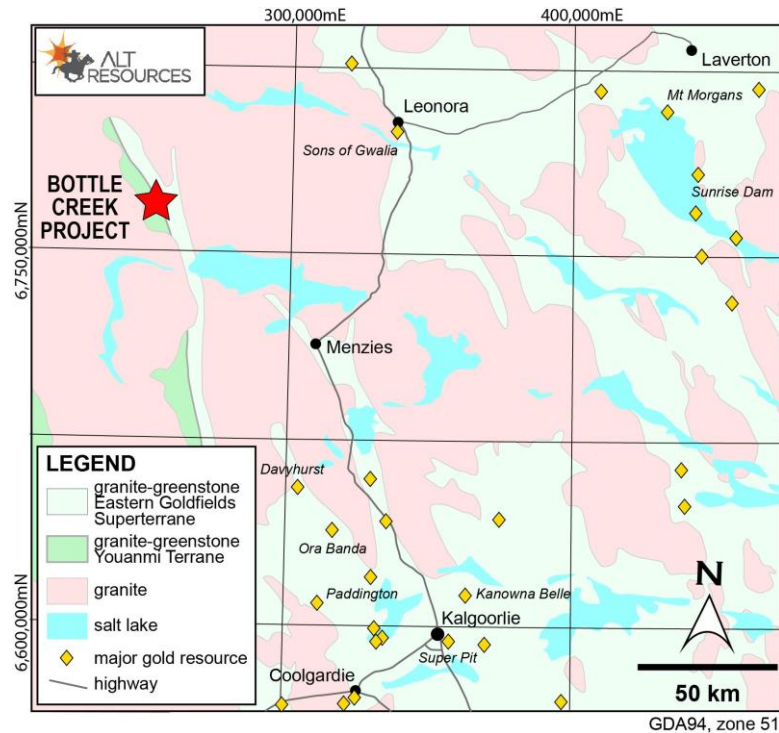 300,000mE
400,000mE
ALT
RESOURCES
Laverton
Leonora
Mt Morgans
Sons of Gwalia
BOTTLE
CREEK
PROJECT
Sunrise Dam
6,750,000mN
Menzies
LEGEND
granite-greenstone
Eastern Goldfields
Superterrane
granite-greenstone
Youanmi Terrane
granite
salt lake
major gold resource
highway
Davyhurst
Ora Banda
Paddington
Kanowna Belle
Kalgoorlie
Super Pit
Coolgardie
6,600,000mN
N
50 km
GDA94, zone 51